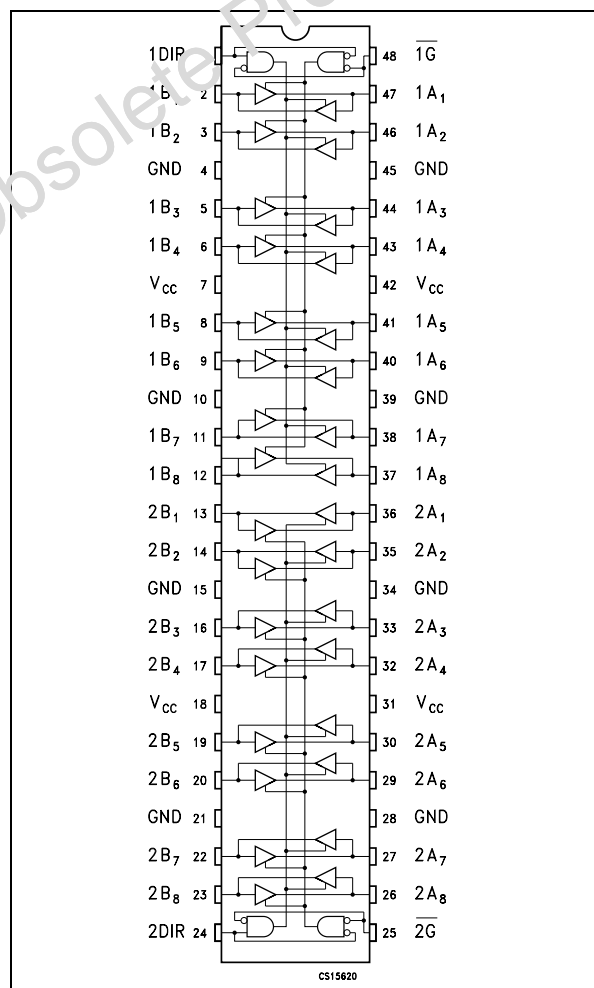 obsolete Pro
1DIR 48 1G
1B 2 47 1A1
1B2 3 46 1A2
GND 4 45 GND
1B3 5 44 1A3
1B4 6 43 1A4
VCC 7 42 VCC
1B5 8 41 1A5
1B6 9 40 1A6
GND 10 39 GND
1B7 11 38 1A7
1B8 12 37 1A8
2B1 13 36 2A1
2B2 14 35 2A2
GND 15 34 GND
2B3 16 33 2A3
2B4 17 32 2A4
VCC 18 31 VCC
2B5 19 30 2A5
2B6 20 29 2A6
GND 21 28 GND
2B7 22 27 2A7
2B8 23 26 2A8
2DIR 24 25 2G
CS15620